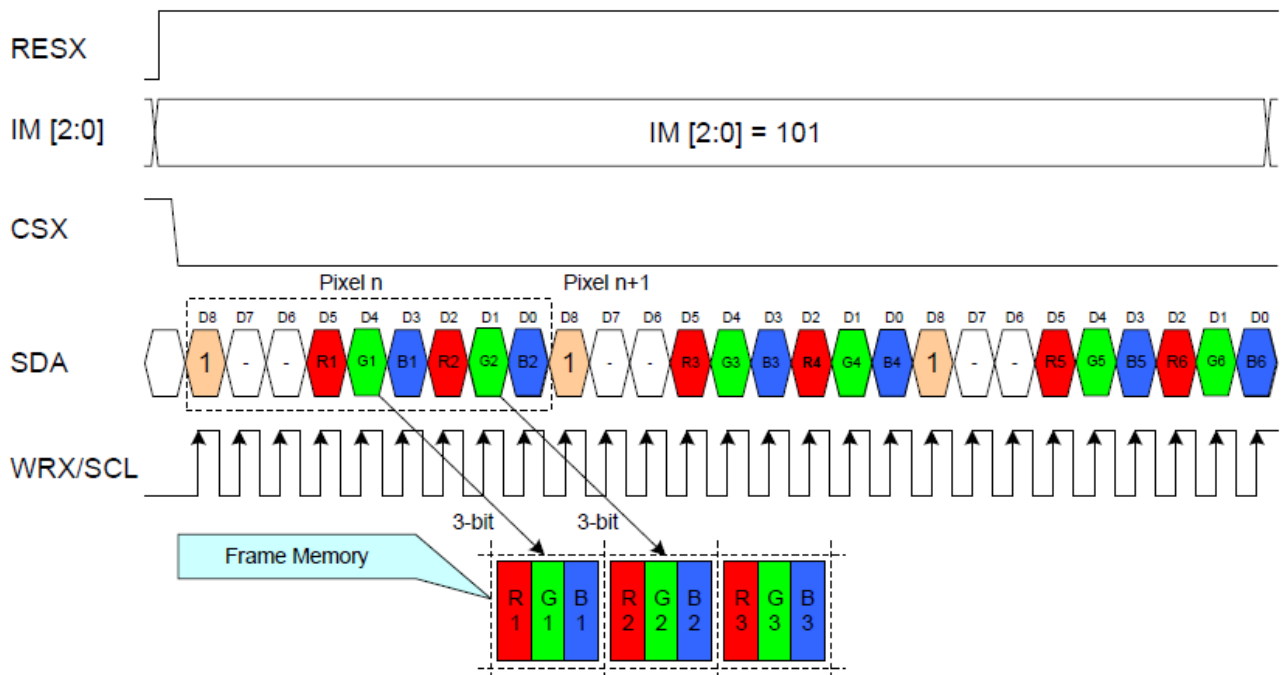 RESX
IM [2:0]
IM [2:0] = 101
CSX
Pixel n
Pixel n+1
D8 D7 D6 D5 D4 D3 D2 D1 D0 D8 D7 D6 D5 D4 D3 D2 D1 D0 D8 D7 D6 D5 D4 D3 D2 D1 D0
SDA
1 - - R1 G1 B1 R2 G2 B2 1 - - R3 G3 B3 R4 G4 B4 1 - - R5 G5 B5 R6 G6 B6
WRX/SCL
3-bit
3-bit
Frame Memory
R G B R G B R G B
1 1 1 2 2 2 3 3 3